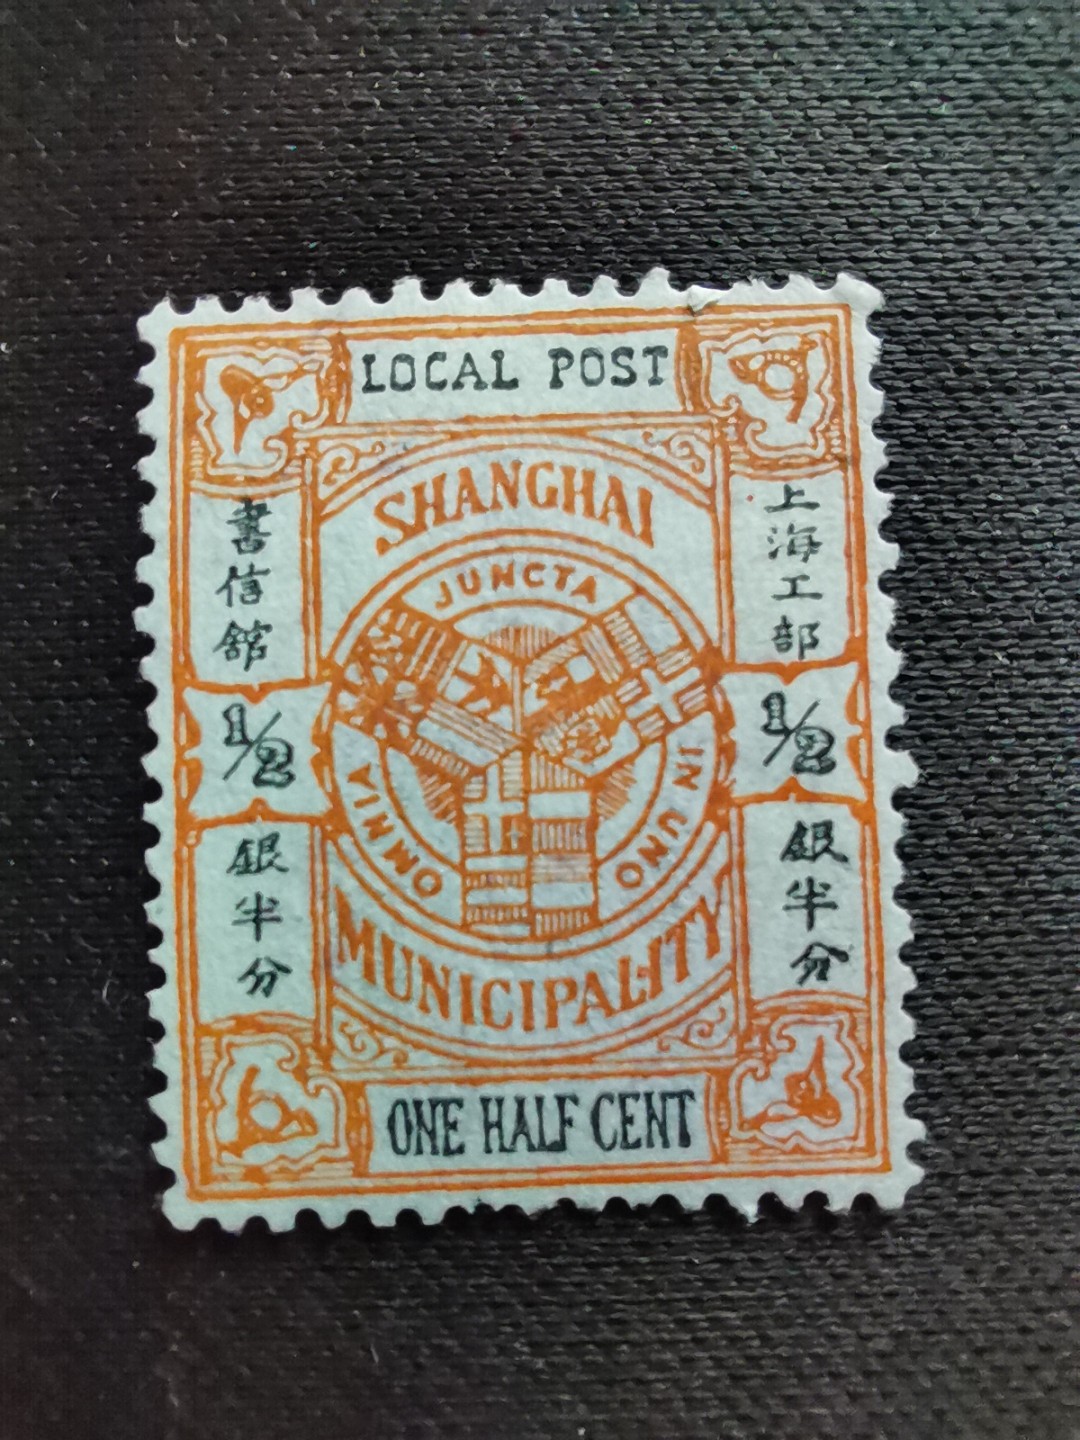 LOCAL POST
SHANGHAI
OMNIA JUNCTA IN UNO
MUNICIPALITY
上海工部
書信館
1/2
1/2
銀半分
銀半分
ONE HALF CENT